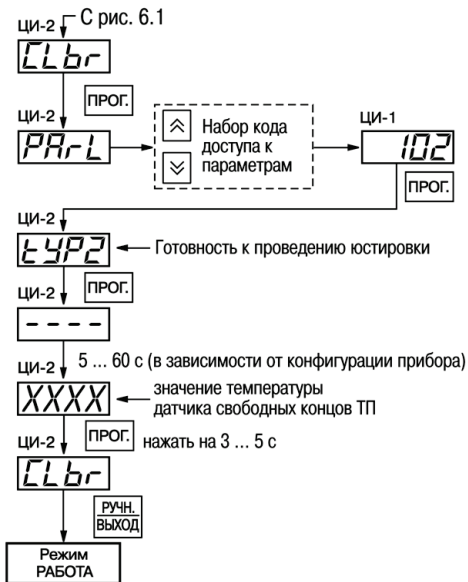 ЦИ-2 С рис. 6.1
CLbr
ПРОГ.
ЦИ-2
PArL
Набор кода
доступа к
параметрам
ЦИ-1
102
ПРОГ.
ЦИ-2
tYP2
Готовность к проведению юстировки
ЦИ-2
ПРОГ.
- - - -
ЦИ-2 5 ... 60 с (в зависимости от конфигурации прибора)
XXXX
значение температуры
датчика свободных концов ТП
ЦИ-2 ПРОГ. нажать на 3 ... 5 с
CLbr
РУЧН.
ВЫХОД
Режим
РАБОТА